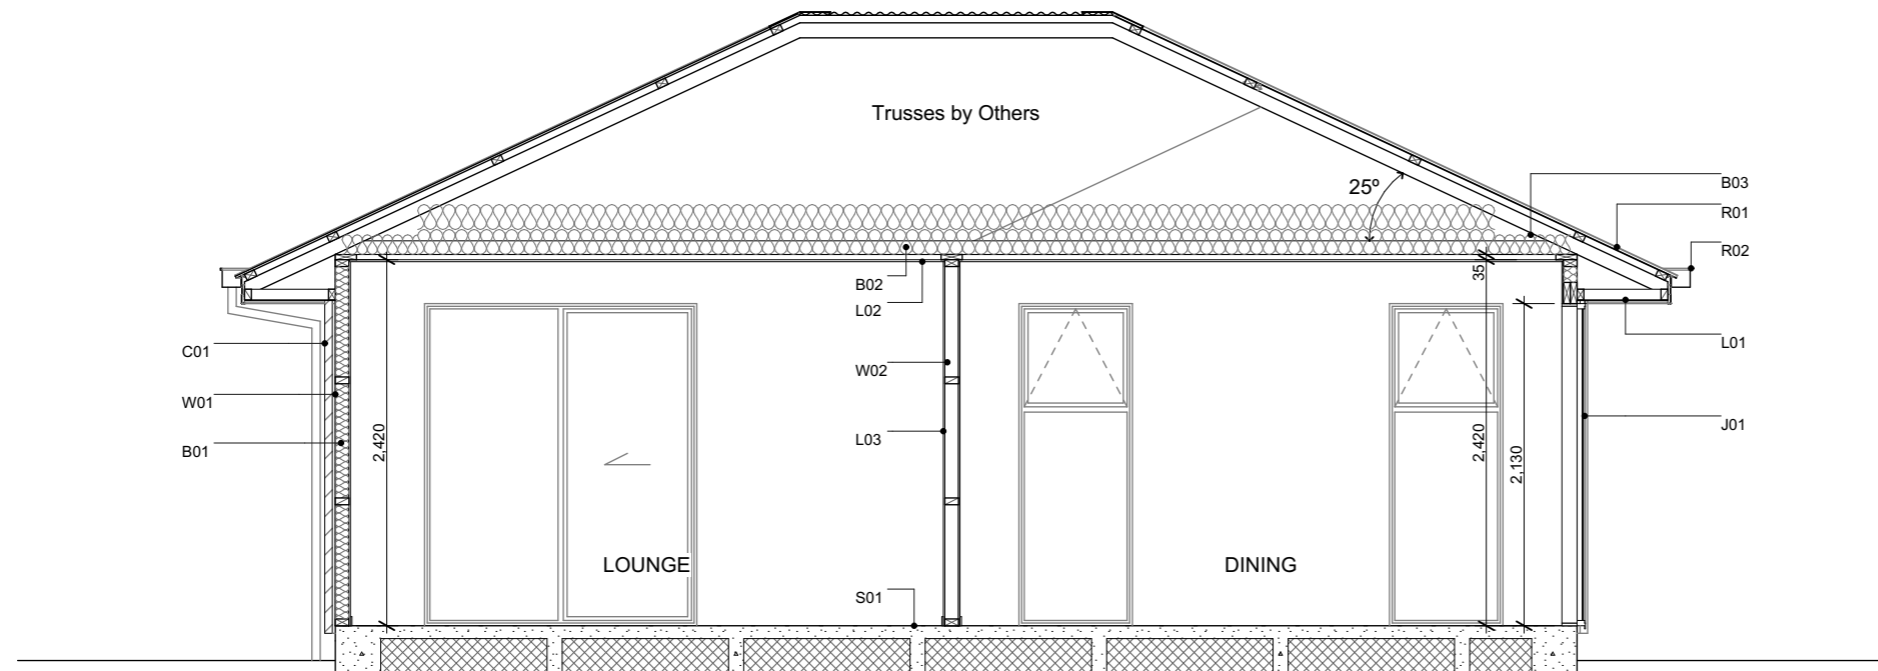 Trusses by Others
25º
B03
R01
R02
B02
35
L02
C01
L01
W02
W01
J01
L03
B01
2,420
2,420
2,130
LOUNGE
DINING
S01